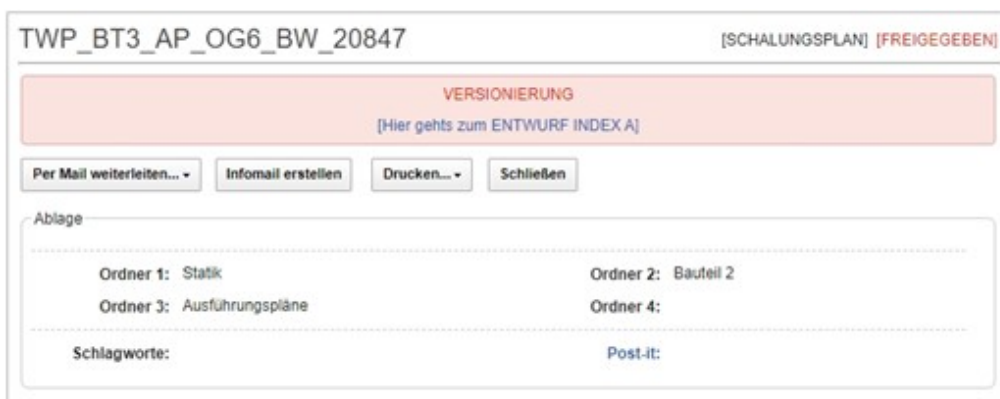 TWP_BT3_AP_OG6_BW_20847 [SCHALUNGSPLAN] [FREIGEGEBEN]
VERSIONIERUNG
[Hier gehts zum ENTWURF INDEX A]
Per Mail weiterleiten... Infomail erstellen Drucken... Schließen
Ablage
Ordner 1: Statik Ordner 2: Bauteil 2
Ordner 3: Ausführungspläne Ordner 4:
Schlagworte: Post-it: